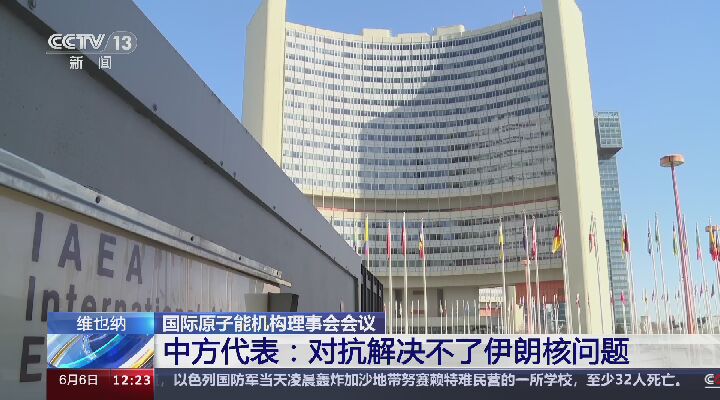 CCTV 13
新闻
IAEA
International
维也纳
国际原子能机构理事会会议
中方代表：对抗解决不了伊朗核问题
6月6日 12:23 以色列国防军当天凌晨轰炸加沙地带努赛赖特难民营的一所学校，至少32人死亡。